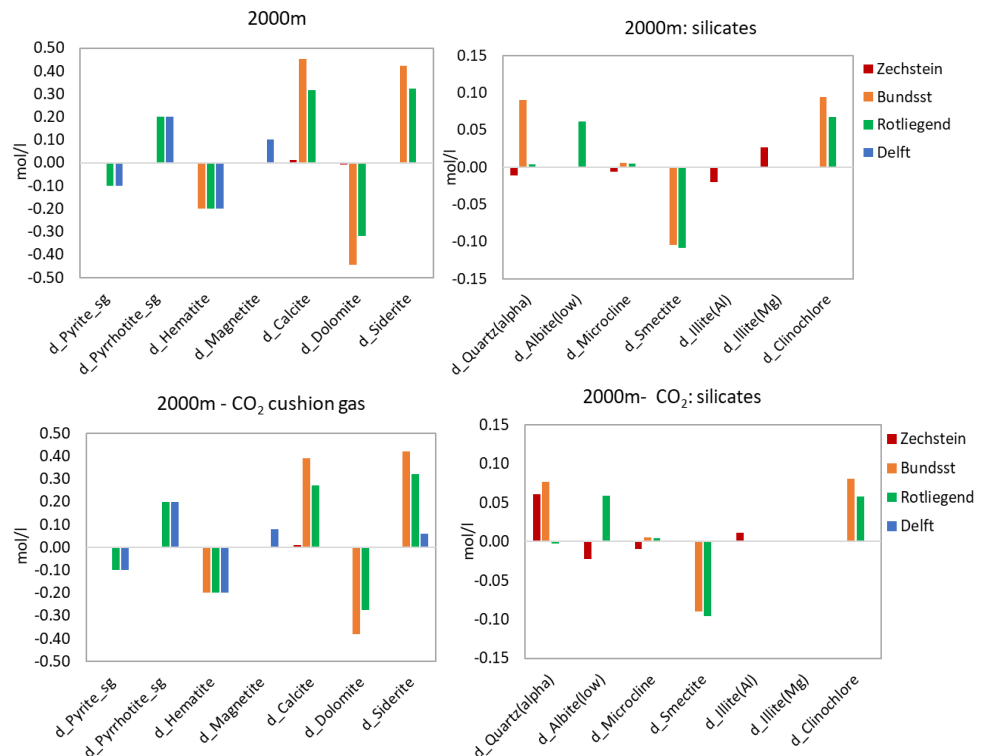 2000m
0.50
0.40
0.30
0.20
0.10
0.00
-0.10
-0.20
-0.30
-0.40
-0.50
mol/l
d_Pyrite_sg
d_Pyrrhotite_sg
d_Hematite
d_Magnetite
d_Calcite
d_Dolomite
d_Siderite
2000m: silicates
0.15
0.10
0.05
0.00
-0.05
-0.10
-0.15
mol/l
d_Quartz(alpha)
d_Albite(low)
d_Microcline
d_Smectite
d_Illite(Al)
d_Illite(Mg)
d_Clinochlore
Zechstein
Bundsst
Rotliegend
Delft
2000m - CO₂ cushion gas
0.50
0.40
0.30
0.20
0.10
0.00
-0.10
-0.20
-0.30
-0.40
-0.50
mol/l
d_Pyrite_sg
d_Pyrrhotite_sg
d_Hematite
d_Magnetite
d_Calcite
d_Dolomite
d_Siderite
2000m- CO₂: silicates
0.15
0.10
0.05
0.00
-0.05
-0.10
-0.15
mol/l
d_Quartz(alpha)
d_Albite(low)
d_Microcline
d_Smectite
d_Illite(Al)
d_Illite(Mg)
d_Clinochlore
Zechstein
Bundsst
Rotliegend
Delft